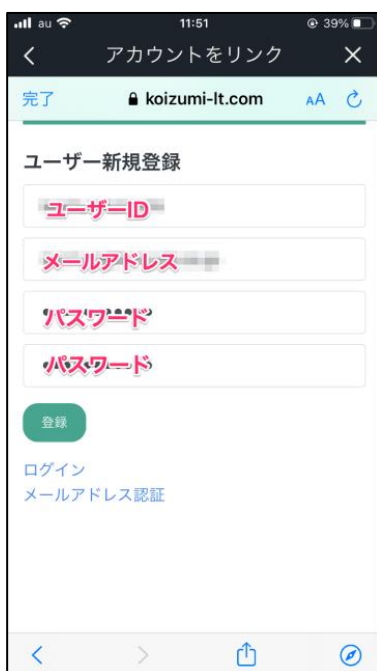 au 11:51 39%
アカウントをリンク
完了 koizumi-lt.com AA
ユーザー新規登録
ユーザーID
メールアドレス
パスワード
パスワード
登録
ログイン
メールアドレス認証